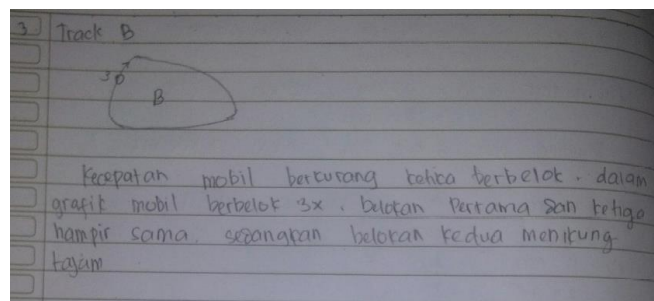 3. Track B
3
B
Kecepatan mobil berkurang ketika berbelok. dalam
grafik mobil berbelok 3x. belokan pertama dan ketiga
hampir sama. sedangkan belokan kedua menikung
tajam